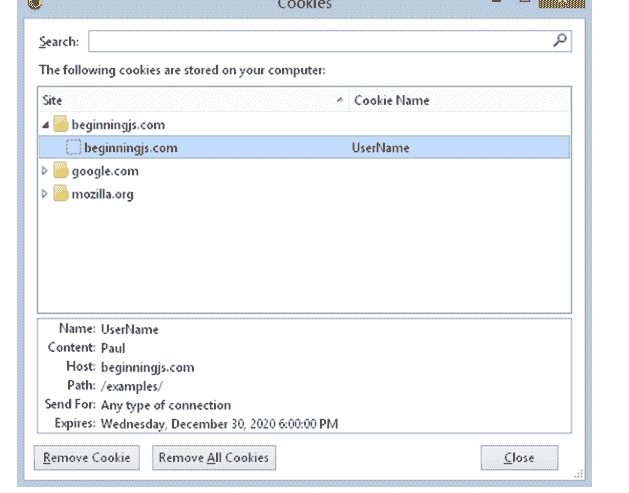 Cookies
Search:
The following cookies are stored on your computer:
Site Cookie Name
beginningjs.com
beginningjs.com UserName
google.com
mozilla.org
Name: UserName
Content: Paul
Host: beginningjs.com
Path: /examples/
Send For: Any type of connection
Expires: Wednesday, December 30, 2020 6:00:00 PM
Remove Cookie Remove All Cookies Close